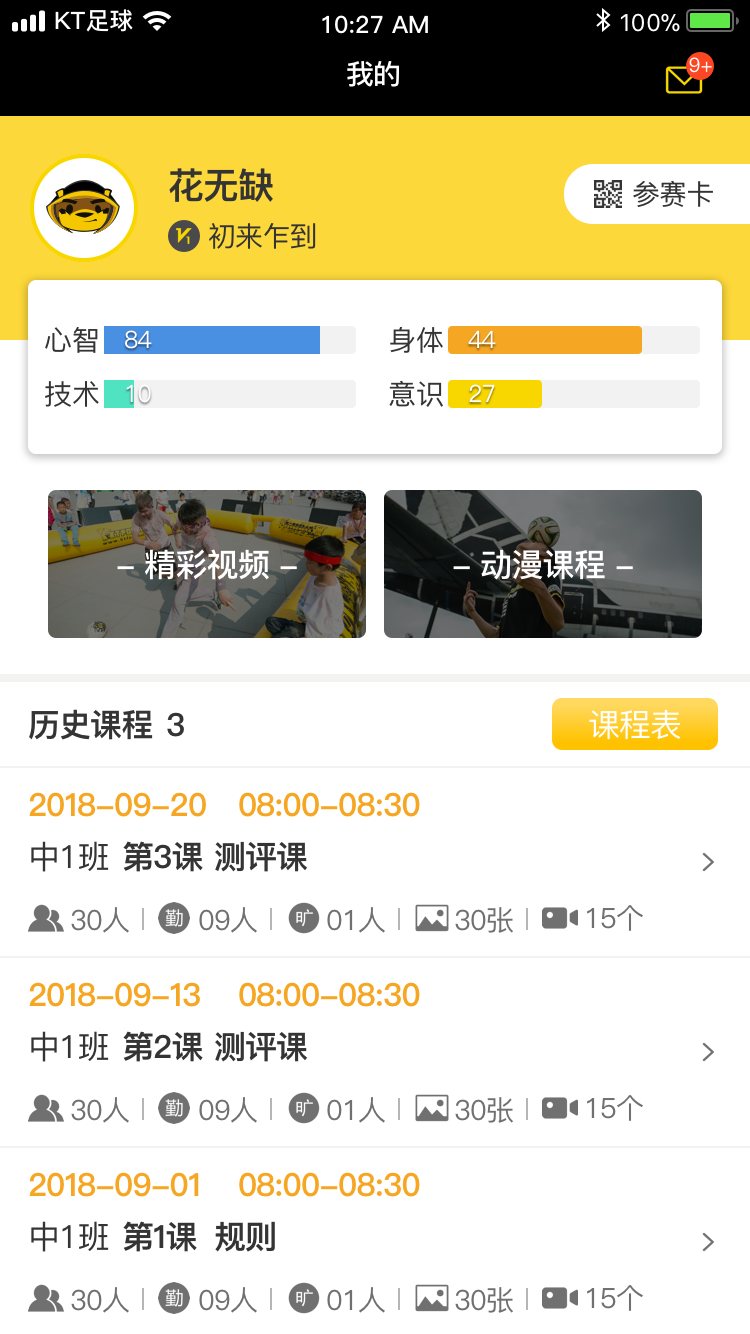 KT足球 10:27 AM 100%
我的 9+
花无缺
V1 初来乍到
参赛卡
心智 84 身体 44
技术 10 意识 27
– 精彩视频 – – 动漫课程 –
历史课程 3 课程表
2018–09–20 08:00–08:30
中1班 第3课 测评课
30人 勤 09人 旷 01人 30张 15个
2018–09–13 08:00–08:30
中1班 第2课 测评课
30人 勤 09人 旷 01人 30张 15个
2018–09–01 08:00–08:30
中1班 第1课 规则
30人 勤 09人 旷 01人 30张 15个